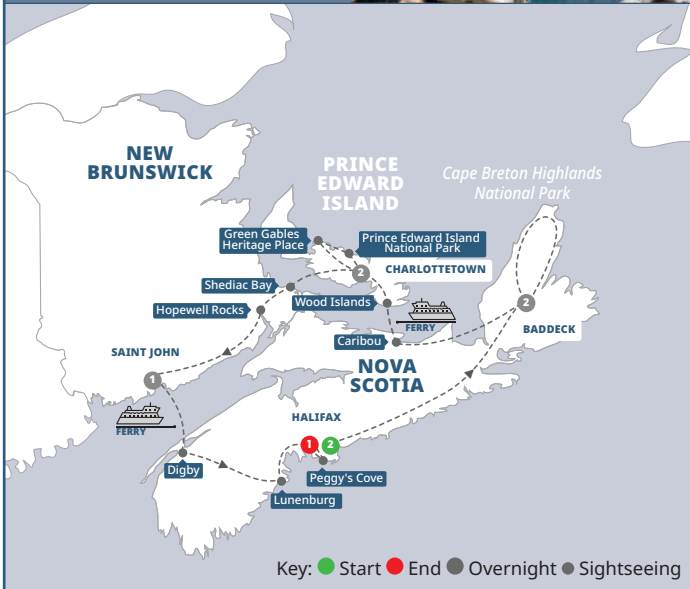 NEW
BRUNSWICK
PRINCE
EDWARD
ISLAND
Cape Breton Highlands
National Park
Green Gables
Heritage Place
Prince Edward Island
National Park
2
CHARLOTTETOWN
Shediac Bay
Wood Islands
Hopewell Rocks
FERRY
2
BADDECK
Caribou
SAINT JOHN
1
NOVA
SCOTIA
FERRY
HALIFAX
1
2
Digby
Peggy's Cove
Lunenburg
Key: Start End Overnight Sightseeing